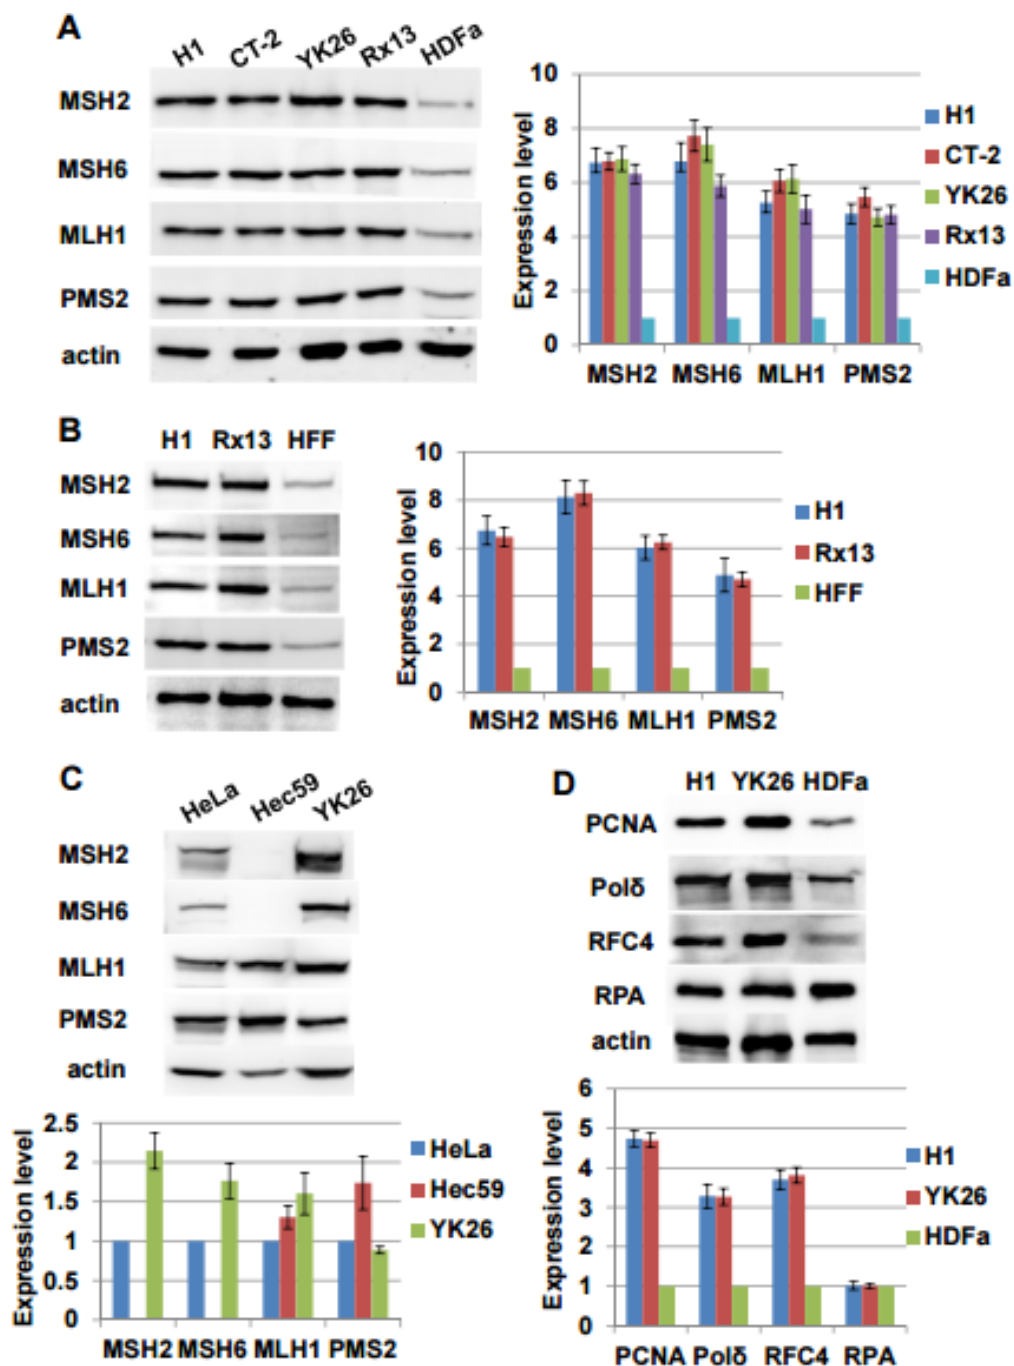 A
H1 CT-2 YK26 Rx13 HDFa
MSH2
MSH6
MLH1
PMS2
actin
Expression level
10
8
6
4
2
0
MSH2 MSH6 MLH1 PMS2
H1
CT-2
YK26
Rx13
HDFa
B
H1 Rx13 HFF
MSH2
MSH6
MLH1
PMS2
actin
Expression level
10
8
6
4
2
0
MSH2 MSH6 MLH1 PMS2
H1
Rx13
HFF
C
HeLa Hec59 YK26
MSH2
MSH6
MLH1
PMS2
actin
Expression level
2.5
2
1.5
1
0.5
0
MSH2 MSH6 MLH1 PMS2
HeLa
Hec59
YK26
D
H1 YK26 HDFa
PCNA
Polδ
RFC4
RPA
actin
Expression level
6
5
4
3
2
1
0
PCNA Polδ RFC4 RPA
H1
YK26
HDFa